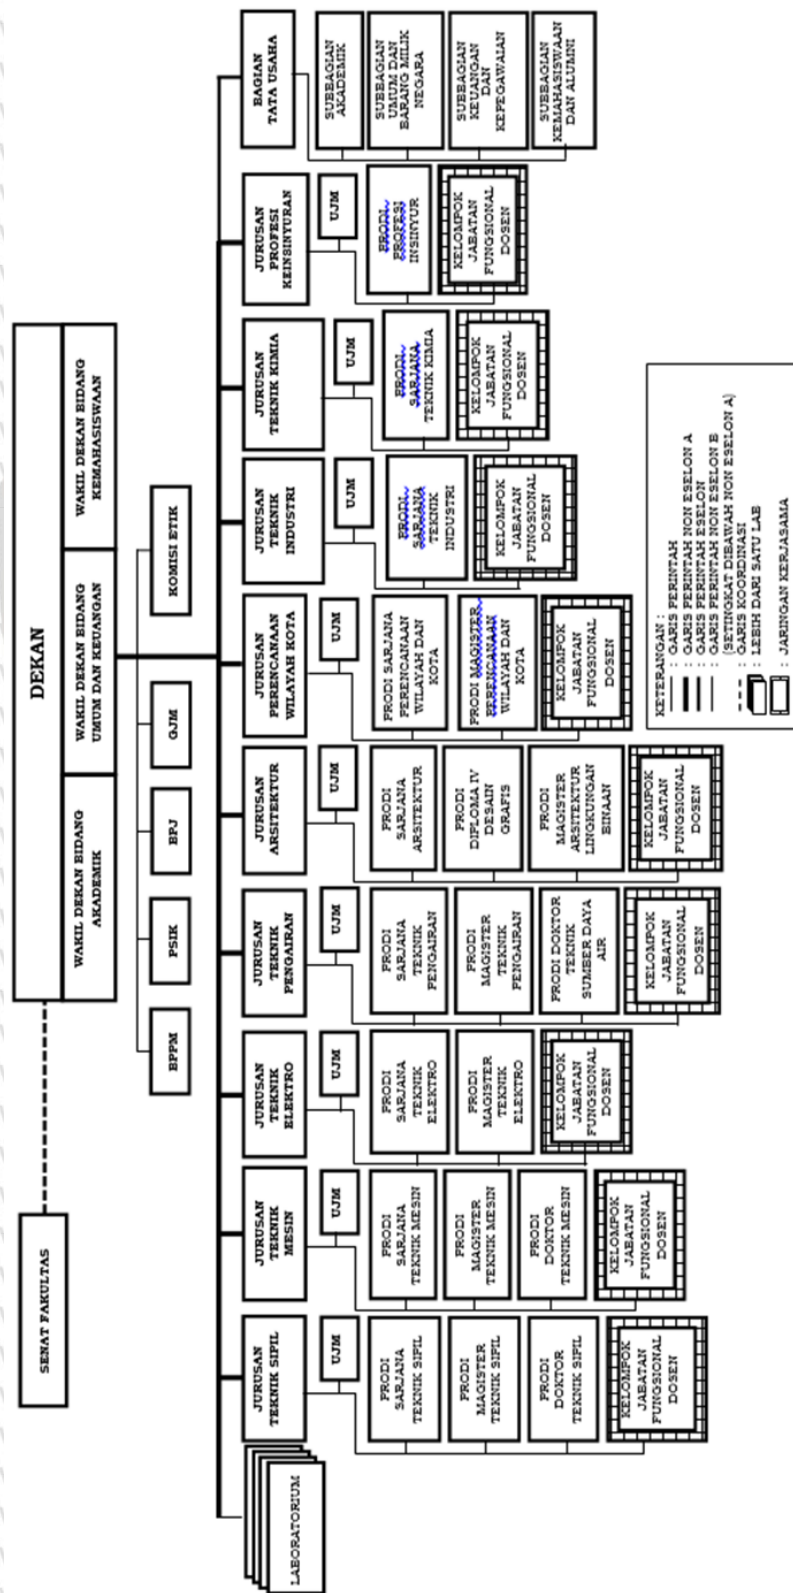 DEKAN
WAKIL DEKAN BIDANG
AKADEMIK
WAKIL DEKAN BIDANG
UMUM DAN KEUANGAN
WAKIL DEKAN BIDANG
KEMAHASISWAAN
SENAT FAKULTAS
BPPM
PSIK
BPJ
GJM
KOMISI ETIK
LABORATORIUM
JURUSAN
TEKNIK SIPIL
UJM
PRODI
SARJANA
TEKNIK SIPIL
PRODI
MAGISTER
TEKNIK SIPIL
PRODI
DOKTOR
TEKNIK SIPIL
KELOMPOK
JABATAN
FUNGSIONAL
DOSEN
JURUSAN
TEKNIK
MESIN
UJM
PRODI
SARJANA
TEKNIK MESIN
PRODI
MAGISTER
TEKNIK MESIN
PRODI
DOKTOR
TEKNIK MESIN
KELOMPOK
JABATAN
FUNGSIONAL
DOSEN
JURUSAN
TEKNIK
ELEKTRO
UJM
PRODI
SARJANA
TEKNIK
ELEKTRO
PRODI
MAGISTER
TEKNIK
ELEKTRO
KELOMPOK
JABATAN
FUNGSIONAL
DOSEN
JURUSAN
TEKNIK
PENGAIRAN
UJM
PRODI
SARJANA
TEKNIK
PENGAIRAN
PRODI
MAGISTER
TEKNIK
PENGAIRAN
PRODI DOKTOR
TEKNIK
SUMBER DAYA
AIR
KELOMPOK
JABATAN
FUNGSIONAL
DOSEN
JURUSAN
ARSITEKTUR
UJM
PRODI
SARJANA
ARSITEKTUR
PRODI
DIPLOMA IV
DESAIN
GRAFIS
PRODI
MAGISTER
ARSITEKTUR
LINGKUNGAN
BINAAN
KELOMPOK
JABATAN
FUNGSIONAL
DOSEN
JURUSAN
PERENCANAAN
WILAYAH KOTA
UJM
PRODI SARJANA
PERENCANAAN
WILAYAH DAN
KOTA
PRODI MAGISTER
PERENCANAAN
WILAYAH DAN
KOTA
KELOMPOK
JABATAN
FUNGSIONAL
DOSEN
JURUSAN
TEKNIK
INDUSTRI
UJM
PRODI
SARJANA
TEKNIK
INDUSTRI
KELOMPOK
JABATAN
FUNGSIONAL
DOSEN
JURUSAN
TEKNIK KIMIA
UJM
PRODI
SARJANA
TEKNIK KIMIA
KELOMPOK
JABATAN
FUNGSIONAL
DOSEN
JURUSAN
PROFESI
KEINSINYURAN
UJM
PRODI
PROFESI
INSINYUR
KELOMPOK
JABATAN
FUNGSIONAL
DOSEN
BAGIAN
TATA USAHA
SUBBAGIAN
AKADEMIK
SUBBAGIAN
UMUM DAN
BARANG MILIK
NEGARA
SUBBAGIAN
KEUANGAN
DAN
KEPEGAWAIAN
SUBBAGIAN
KEMAHASISWAAN
DAN ALUMNI
KETERANGAN :
: GARIS PERINTAH
: GARIS PERINTAH NON ESELON A
: GARIS PERINTAH ESELON
: GARIS PERINTAH NON ESELON B
(SETINGKAT DIBAWAH NON ESELON A)
: GARIS KOORDINASI
: LEBIH DARI SATU LAB
: JARINGAN KERJASAMA